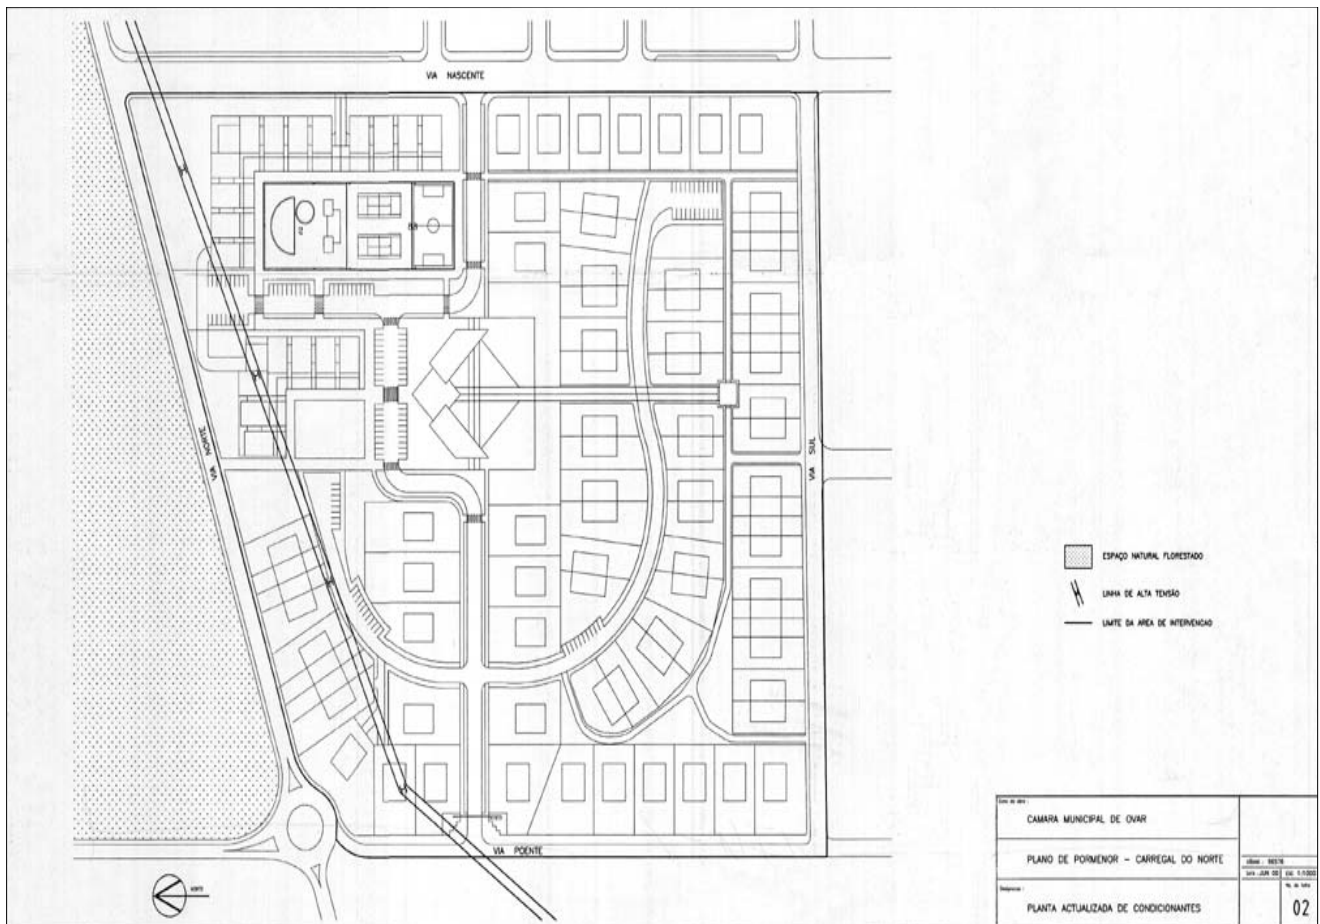 VIA NASCENTE
VIA NORTE
VIA SUL
ESPAÇO NATURAL FLORESTADO
LINHA DE ALTA TENSÃO
LIMITE DA AREA DE INTERVENCAO
VIA POENTE
NORTE
CAMARA MUNICIPAL DE OVAR
PLANO DE PORMENOR - CARREGAL DO NORTE
PLANTA ACTUALIZADA DE CONDICIONANTES
02